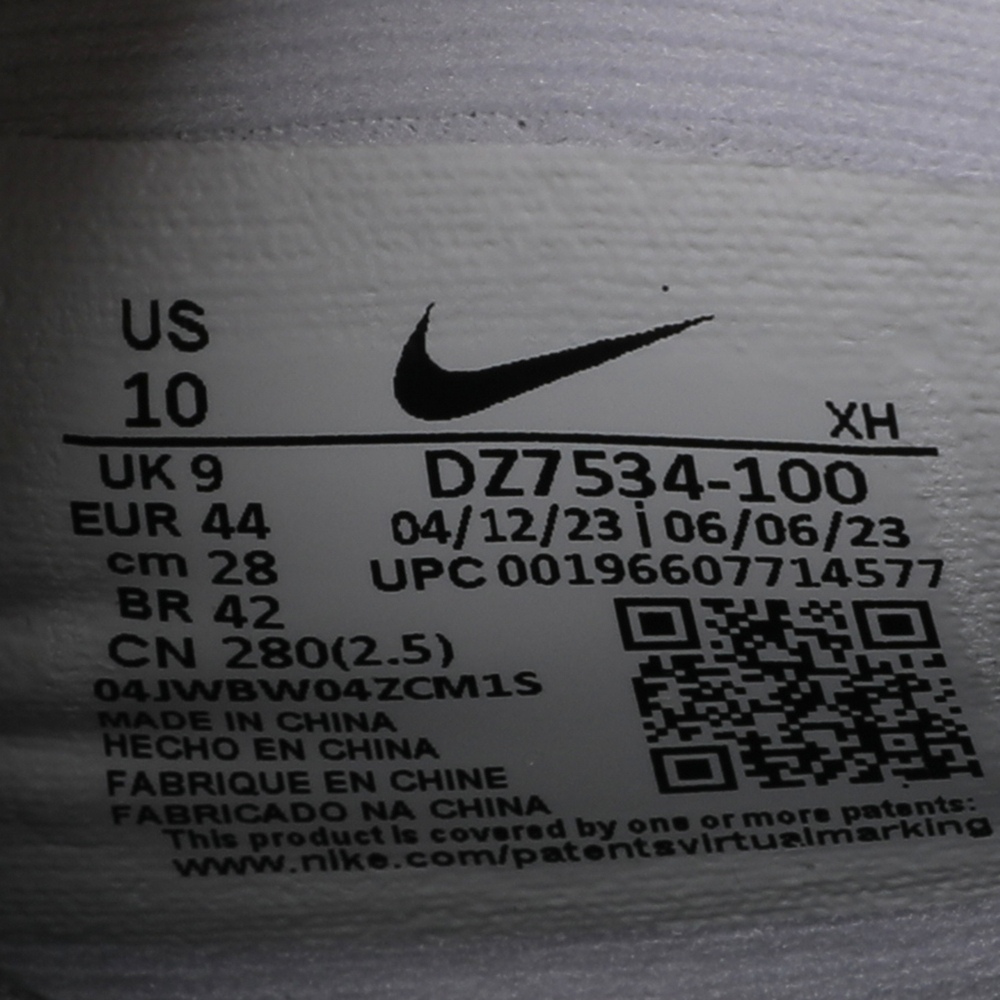 US
10
XH
UK 9
DZ7534-100
EUR 44
04/12/23 | 06/06/23
cm 28
UPC 00196607714577
BR 42
CN 280(2.5)
04JWBW04ZCM1S
MADE IN CHINA
HECHO EN CHINA
FABRIQUE EN CHINE
FABRICADO NA CHINA
This product is covered by one or more patents:
www.nike.com/patentsvirtualmarking